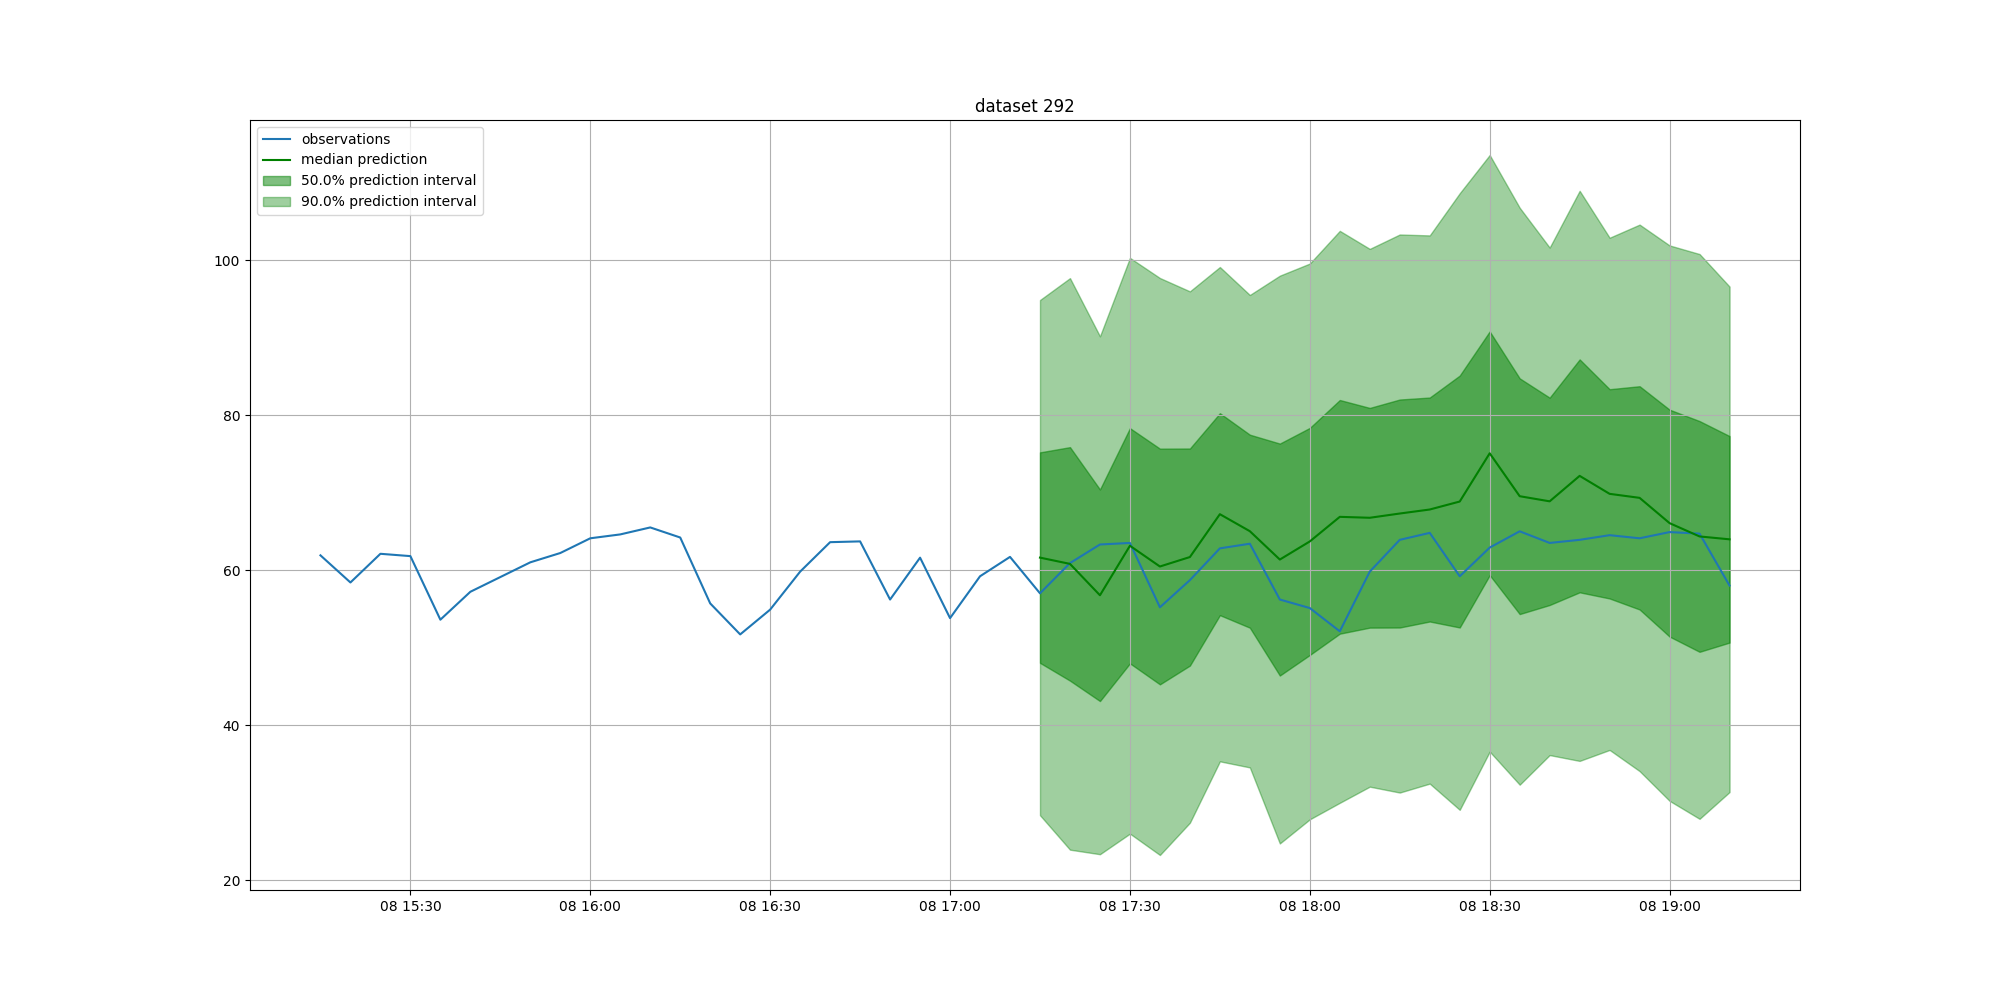 dataset 292
observations
median prediction
50.0% prediction interval
90.0% prediction interval
100
80
60
40
20
08 15:30
08 16:00
08 16:30
08 17:00
08 17:30
08 18:00
08 18:30
08 19:00